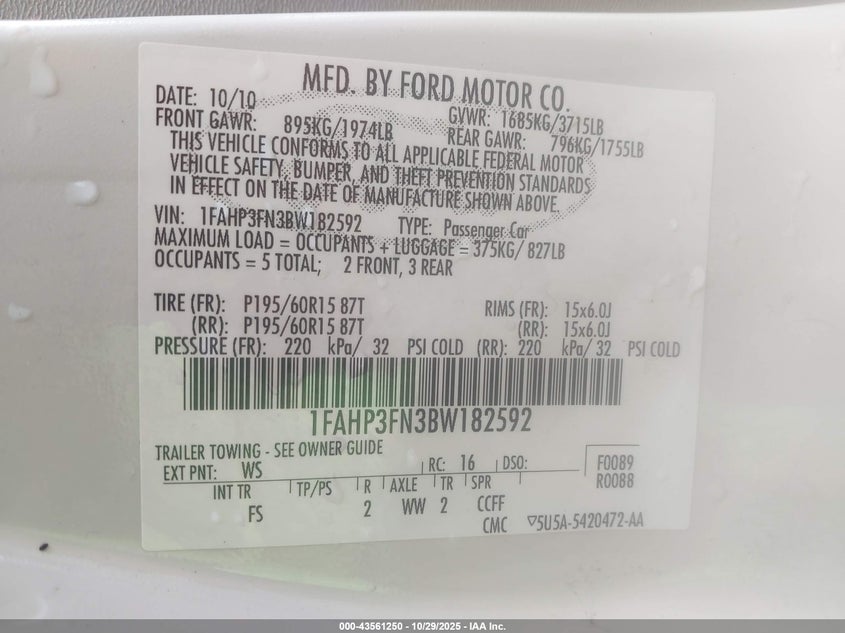 MFD. BY FORD MOTOR CO.
DATE: 10/10 GVWR: 1685KG/3715LB
FRONT GAWR: 895KG/1974LB REAR GAWR: 796KG/1755LB
THIS VEHICLE CONFORMS TO ALL APPLICABLE FEDERAL MOTOR
VEHICLE SAFETY, BUMPER, AND THEFT PREVENTION STANDARDS
IN EFFECT ON THE DATE OF MANUFACTURE SHOWN ABOVE.
VIN: 1FAHP3FN3BW182592 TYPE: Passenger Car
MAXIMUM LOAD = OCCUPANTS + LUGGAGE = 375KG/ 827LB
OCCUPANTS = 5 TOTAL; 2 FRONT, 3 REAR
TIRE (FR): P195/60R15 87T RIMS (FR): 15x6.0J
(RR): P195/60R15 87T (RR): 15x6.0J
PRESSURE (FR): 220 kPa/ 32 PSI COLD (RR): 220 kPa/ 32 PSI COLD
1FAHP3FN3BW182592
TRAILER TOWING - SEE OWNER GUIDE
EXT PNT: WS RC: 16 DSO: F0089
R0088
INT TR TP/PS R AXLE TR SPR
FS 2 WW 2 CCFF
CMC 5U5A-5420472-AA
000-43561250 - 10/29/2025 - IAA Inc.